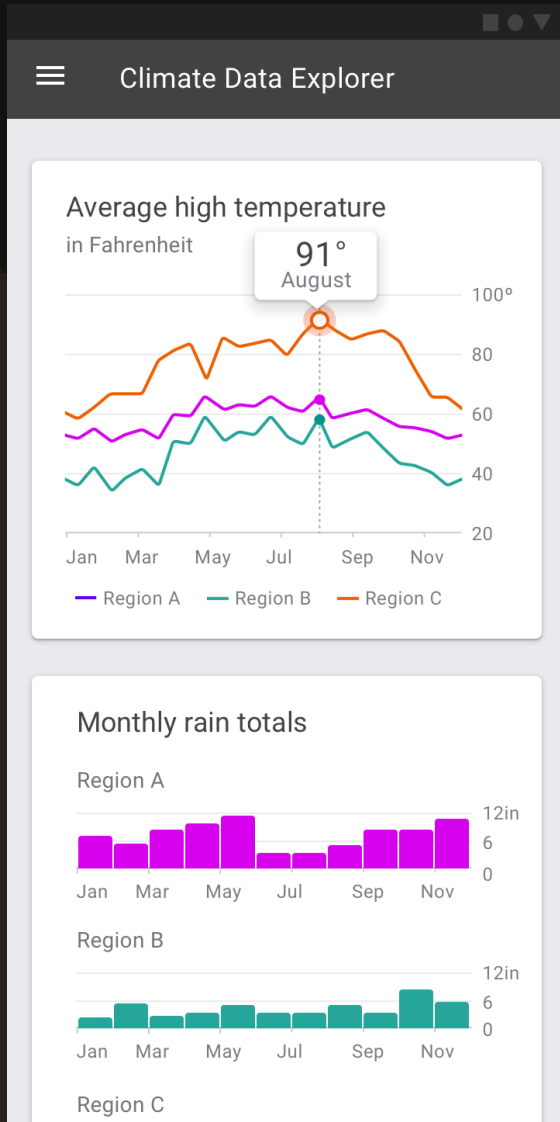 Climate Data Explorer
Average high temperature
in Fahrenheit
91°
August
100º
80
60
40
20
Jan Mar May Jul Sep Nov
Region A Region B Region C
Monthly rain totals
Region A
12in
6
0
Jan Mar May Jul Sep Nov
Region B
12in
6
0
Jan Mar May Jul Sep Nov
Region C